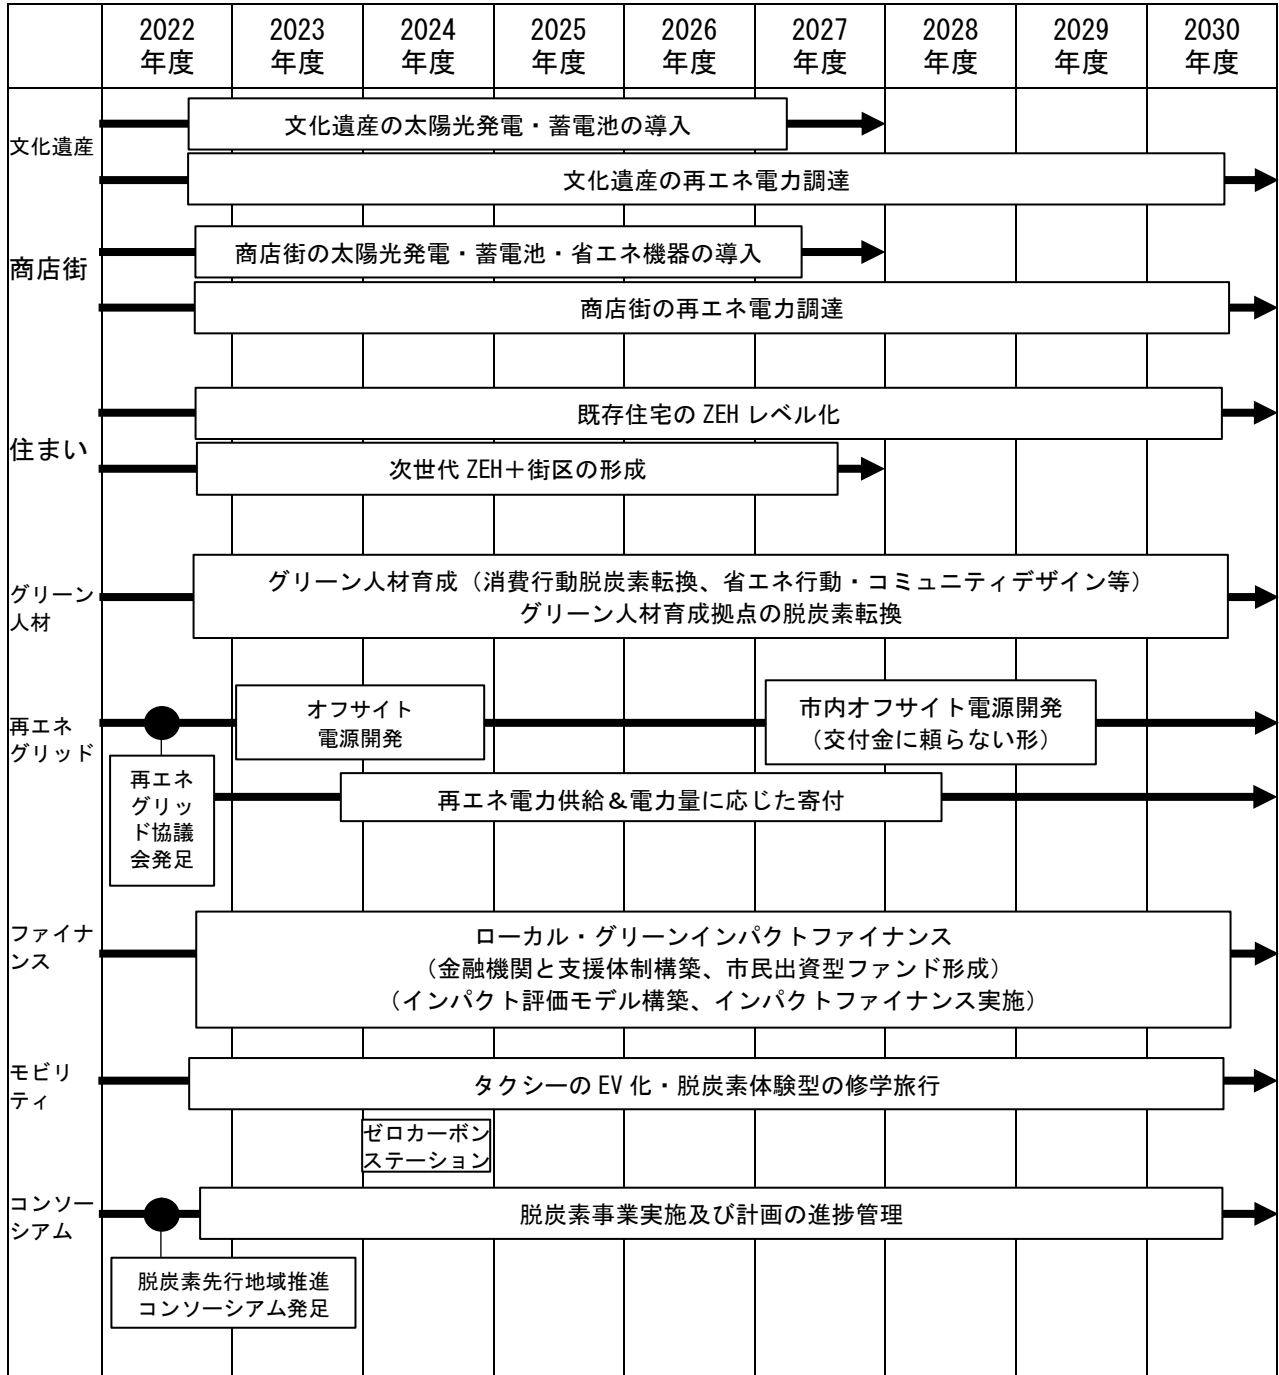 2022
年度
2023
年度
2024
年度
2025
年度
2026
年度
2027
年度
2028
年度
2029
年度
2030
年度
文化遺産
文化遺産の太陽光発電・蓄電池の導入
文化遺産の再エネ電力調達
商店街
商店街の太陽光発電・蓄電池・省エネ機器の導入
商店街の再エネ電力調達
住まい
既存住宅の ZEH レベル化
次世代 ZEH＋街区の形成
グリーン
人材
グリーン人材育成（消費行動脱炭素転換、省エネ行動・コミュニティデザイン等）
グリーン人材育成拠点の脱炭素転換
再エネ
グリッド
オフサイト
電源開発
市内オフサイト電源開発
（交付金に頼らない形）
再エネ
グリッ
ド協議
会発足
再エネ電力供給＆電力量に応じた寄付
ファイナ
ンス
ローカル・グリーンインパクトファイナンス
（金融機関と支援体制構築、市民出資型ファンド形成）
（インパクト評価モデル構築、インパクトファイナンス実施）
モビリ
ティ
タクシーの EV 化・脱炭素体験型の修学旅行
ゼロカーボン
ステーション
コンソー
シアム
脱炭素事業実施及び計画の進捗管理
脱炭素先行地域推進
コンソーシアム発足